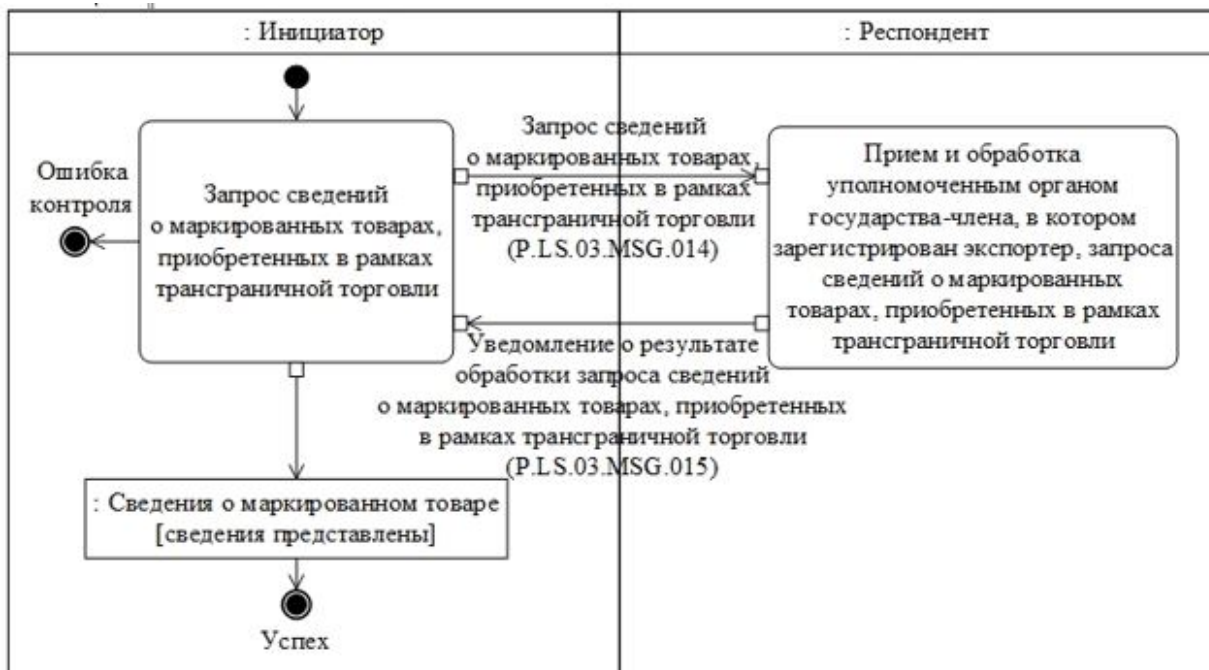 : Инициатор
: Респондент
Ошибка
контроля
Запрос сведений
о маркированных товарах,
приобретенных в рамках
трансграничной торговли
Запрос сведений
о маркированных товарах,
приобретенных в рамках
трансграничной торговли
(P.LS.03.MSG.014)
Прием и обработка
уполномоченным органом
государства-члена, в котором
зарегистрирован экспортер, запроса
сведений о маркированных
товарах, приобретенных в рамках
трансграничной торговли
Уведомление о результате
обработки запроса сведений
о маркированных товарах, приобретенных
в рамках трансграничной торговли
(P.LS.03.MSG.015)
: Сведения о маркированном товаре
[сведения представлены]
Успех